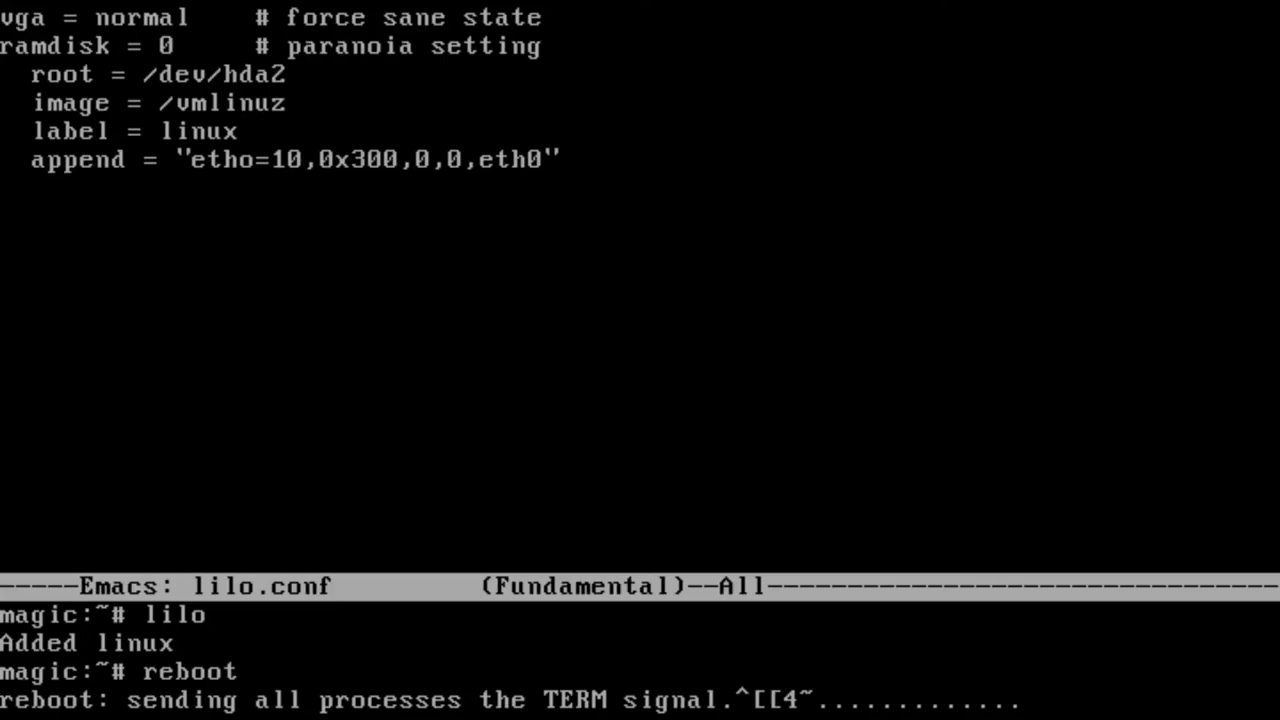 vga = normal    # force sane state
ramdisk = 0     # paranoia setting
  root = /dev/hda2
  image = /vmlinuz
  label = linux
  append = "etho=10,0x300,0,0,eth0"
-----Emacs: lilo.conf         (Fundamental)--All--------------------------------
magic:~# lilo
Added linux
magic:~# reboot
reboot: sending all processes the TERM signal.^[[4~.............